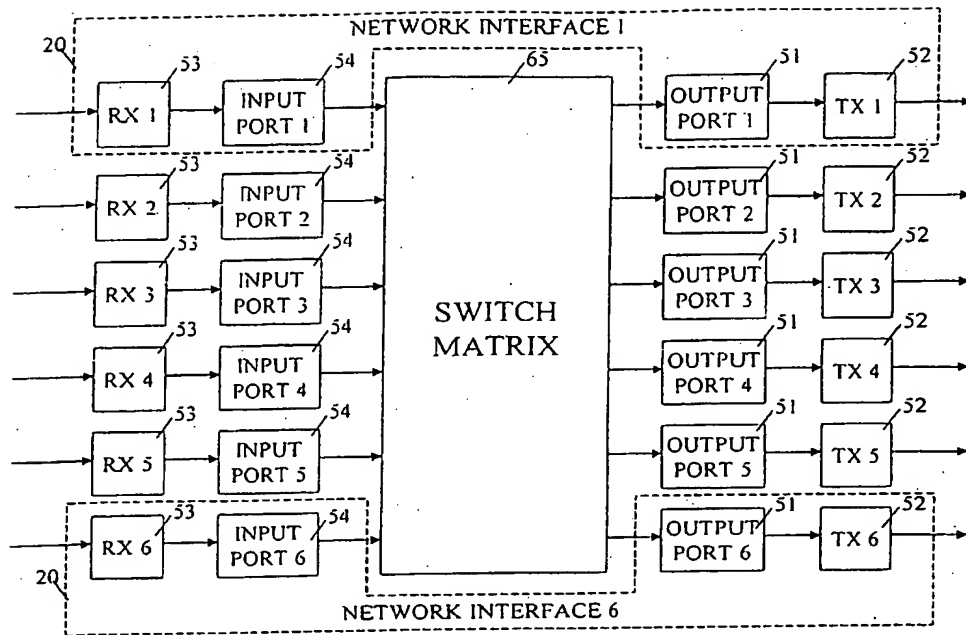 NETWORK INTERFACE 1
20 53 54 65 51 52
RX 1 INPUT PORT 1 OUTPUT PORT 1 TX 1
53 54 51 52
RX 2 INPUT PORT 2 OUTPUT PORT 2 TX 2
53 54 51 52
RX 3 INPUT PORT 3 OUTPUT PORT 3 TX 3
SWITCH
MATRIX
53 54 51 52
RX 4 INPUT PORT 4 OUTPUT PORT 4 TX 4
53 54 51 52
RX 5 INPUT PORT 5 OUTPUT PORT 5 TX 5
53 54 51 52
RX 6 INPUT PORT 6 OUTPUT PORT 6 TX 6
20
NETWORK INTERFACE 6